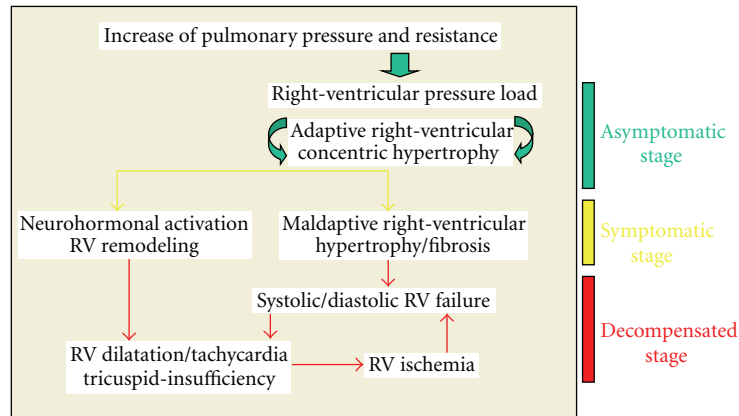 Increase of pulmonary pressure and resistance
Right-ventricular pressure load
Adaptive right-ventricular
concentric hypertrophy
Asymptomatic
stage
Neurohormonal activation
RV remodeling
Maldaptive right-ventricular
hypertrophy/fibrosis
Symptomatic
stage
Systolic/diastolic RV failure
RV dilatation/tachycardia
tricuspid-insufficiency
RV ischemia
Decompensated
stage